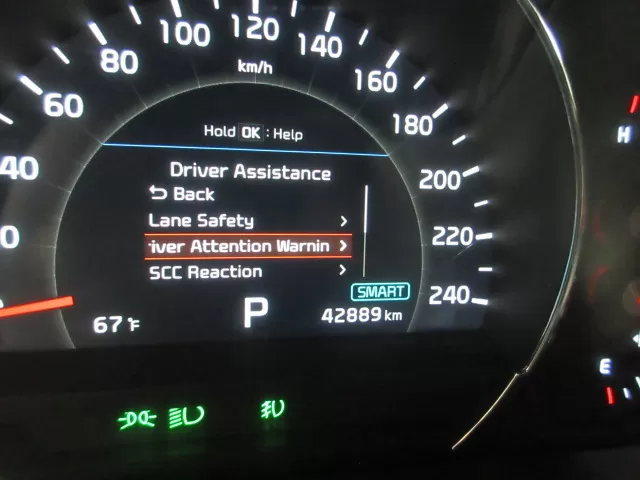 100
120
140
80
160
km/h
60
180
Hold OK : Help
40
Driver Assistance
200
Back
Lane Safety
iver Attention Warnin
220
SCC Reaction
SMART
240
67°F
P
42889 km
H
E